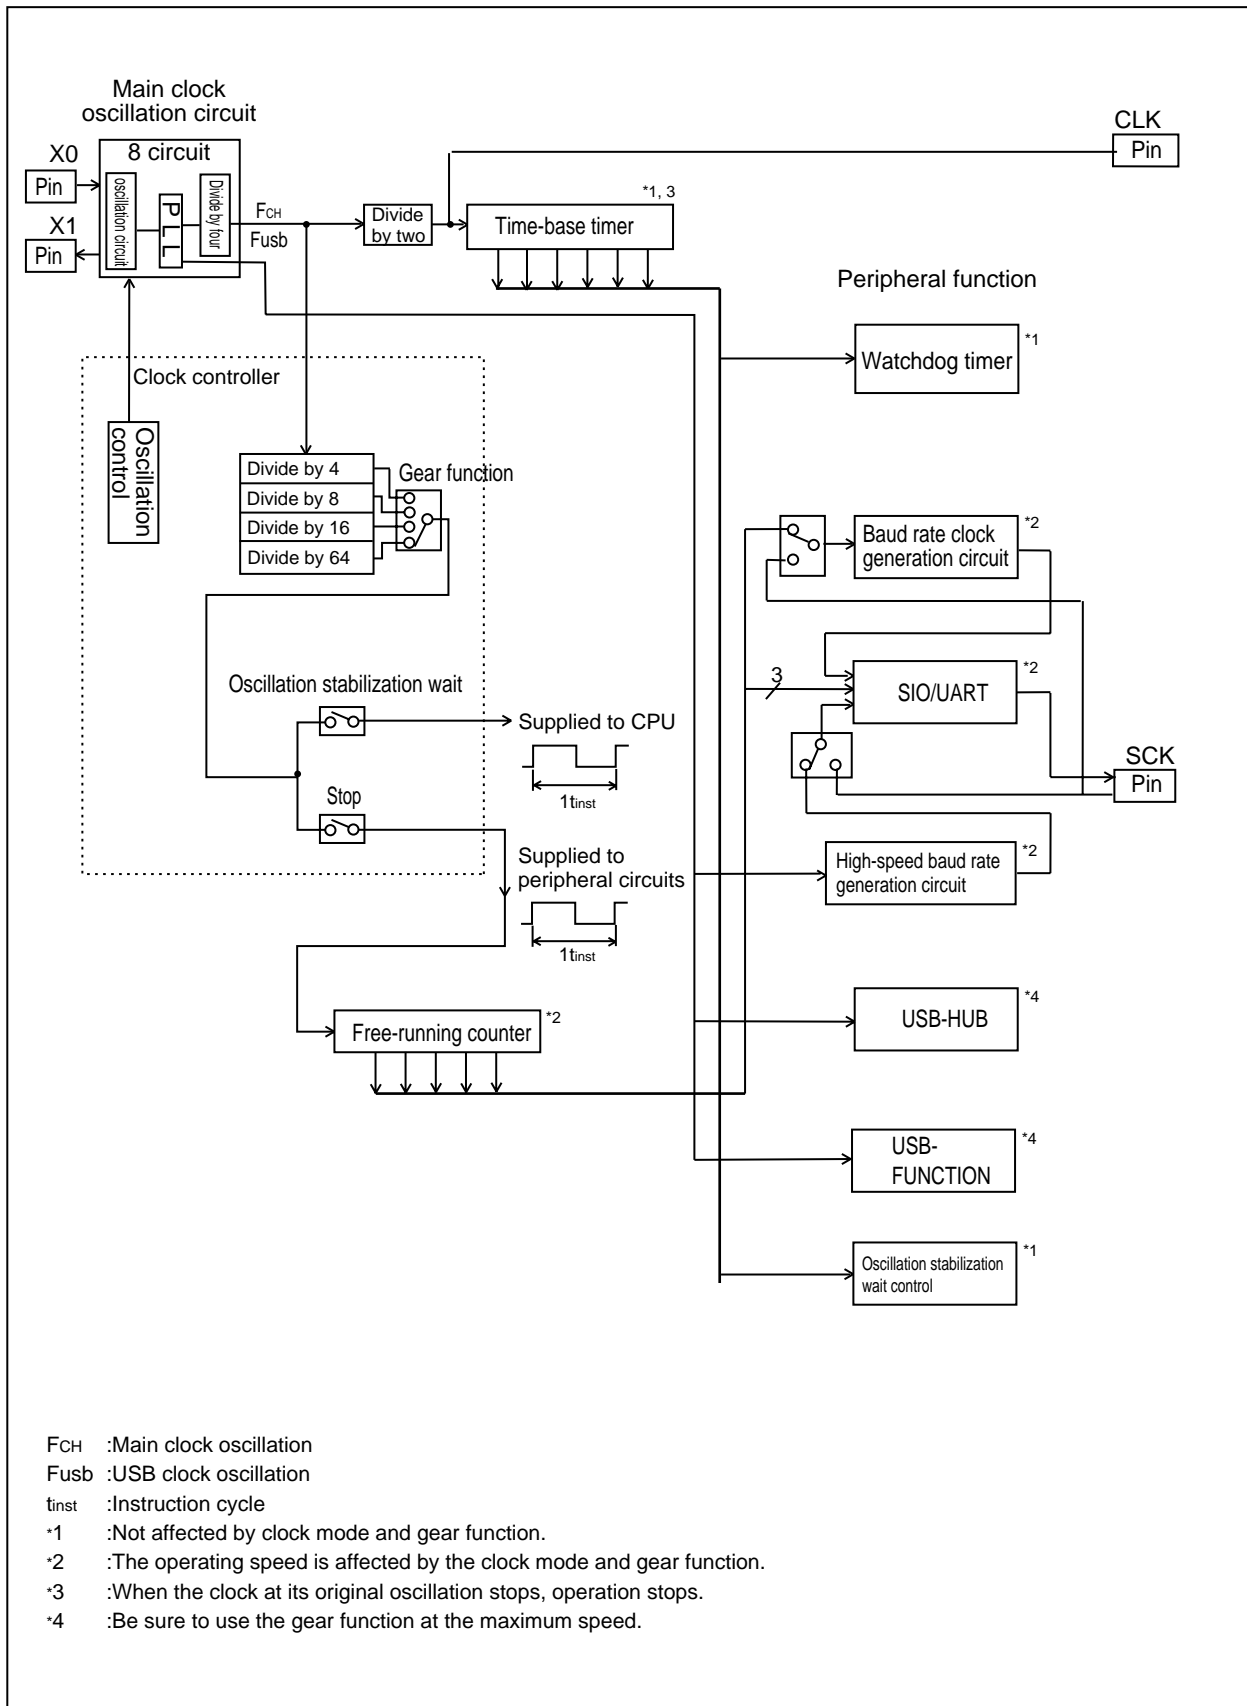 Main clock
oscillation circuit
8 circuit
X0
Pin
X1
Pin
oscillation circuit
PLL
Divide by four
FCH
Fusb
Divide
by two
*1, 3
Time-base timer
CLK
Pin
Peripheral function
Watchdog timer
*1
Clock controller
Oscillation
control
Divide by 4
Divide by 8
Divide by 16
Divide by 64
Gear function
Baud rate clock
generation circuit
*2
3
SIO/UART
*2
Oscillation stabilization wait
Supplied to CPU
1tinst
SCK
Pin
Stop
Supplied to
peripheral circuits
1tinst
High-speed baud rate
generation circuit
*2
Free-running counter
*2
USB-HUB
*4
USB-
FUNCTION
*4
Oscillation stabilization
wait control
*1
FCH :Main clock oscillation
Fusb :USB clock oscillation
tinst :Instruction cycle
*1 :Not affected by clock mode and gear function.
*2 :The operating speed is affected by the clock mode and gear function.
*3 :When the clock at its original oscillation stops, operation stops.
*4 :Be sure to use the gear function at the maximum speed.